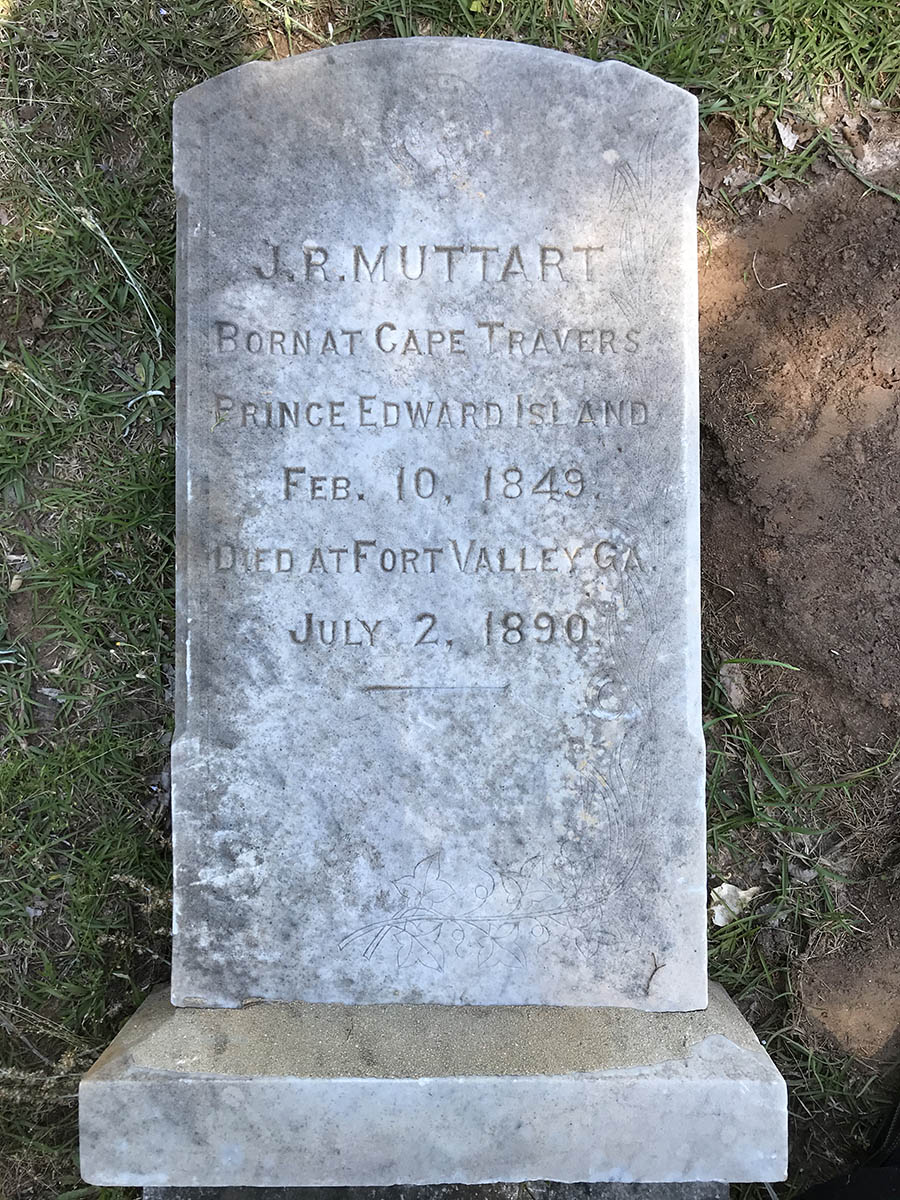 J.R. MUTTART
BORN AT CAPE TRAVERS
PRINCE EDWARD ISLAND
FEB. 10, 1849.
DIED AT FORT VALLEY GA.
JULY 2, 1890.